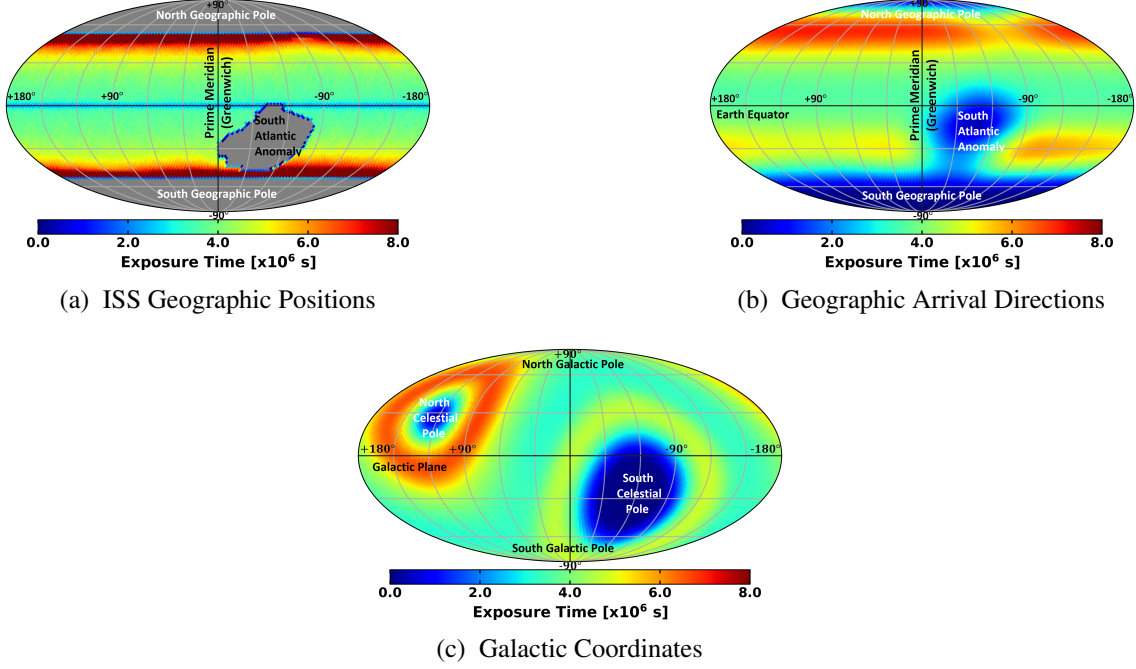 +90°
North Geographic Pole
Prime Meridian
(Greenwich)
+180°
+90°
-90°
-180°
South
Atlantic
Anomaly
South Geographic Pole
-90°
0.0 2.0 4.0 6.0 8.0
Exposure Time [x10⁶ s]
(a) ISS Geographic Positions
+90°
North Geographic Pole
Prime Meridian
(Greenwich)
+180°
+90°
-90°
-180°
Earth Equator
South
Atlantic
Anomaly
South Geographic Pole
-90°
0.0 2.0 4.0 6.0 8.0
Exposure Time [x10⁶ s]
(b) Geographic Arrival Directions
+90°
North Galactic Pole
North
Celestial
Pole
+180°
+90°
-90°
-180°
Galactic Plane
South
Celestial
Pole
South Galactic Pole
-90°
0.0 2.0 4.0 6.0 8.0
Exposure Time [x10⁶ s]
(c) Galactic Coordinates